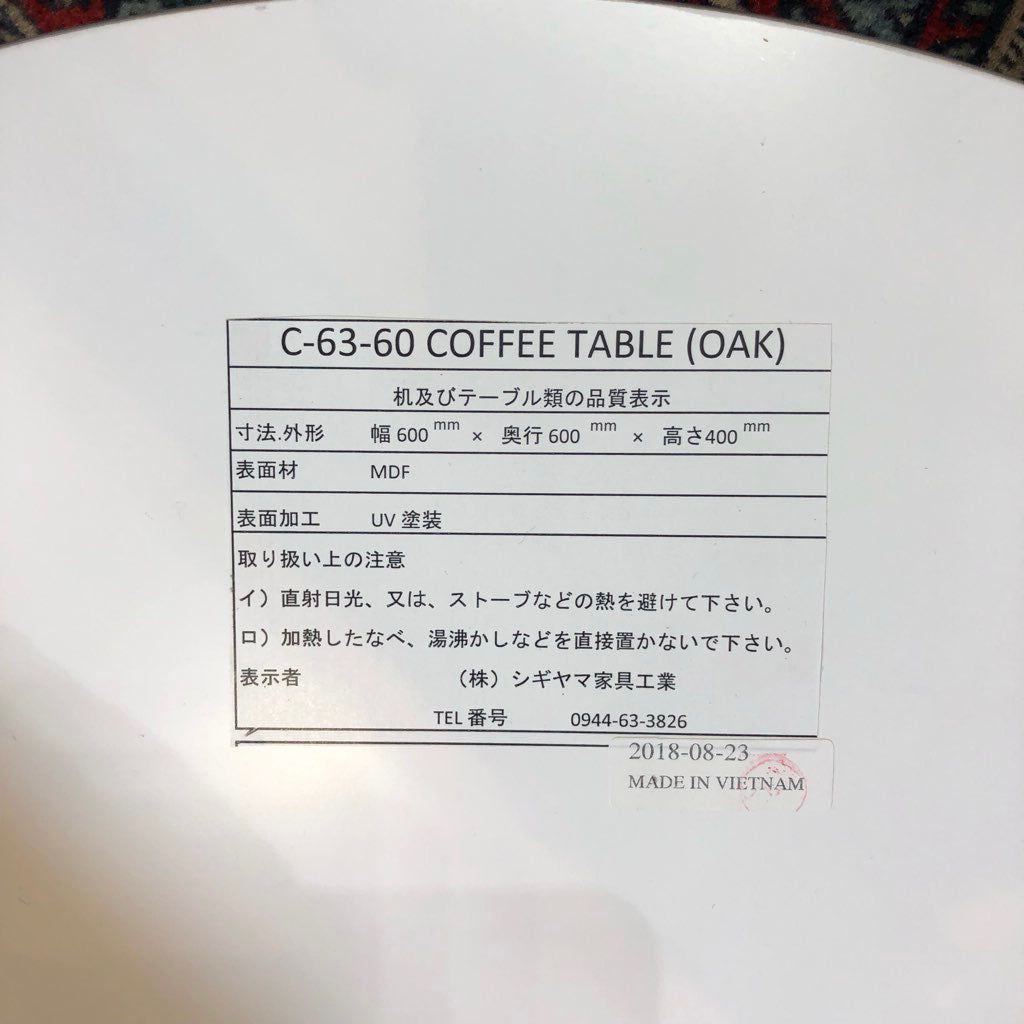 C-63-60 COFFEE TABLE (OAK)
机及びテーブル類の品質表示
寸法.外形 幅 600 mm × 奥行 600 mm × 高さ400 mm
表面材 MDF
表面加工 UV 塗装
取り扱い上の注意
イ）直射日光、又は、ストーブなどの熱を避けて下さい。
ロ）加熱したなべ、湯沸かしなどを直接置かないで下さい。
表示者 （株）シギヤマ家具工業
TEL 番号 0944-63-3826
2018-08-23
MADE IN VIETNAM